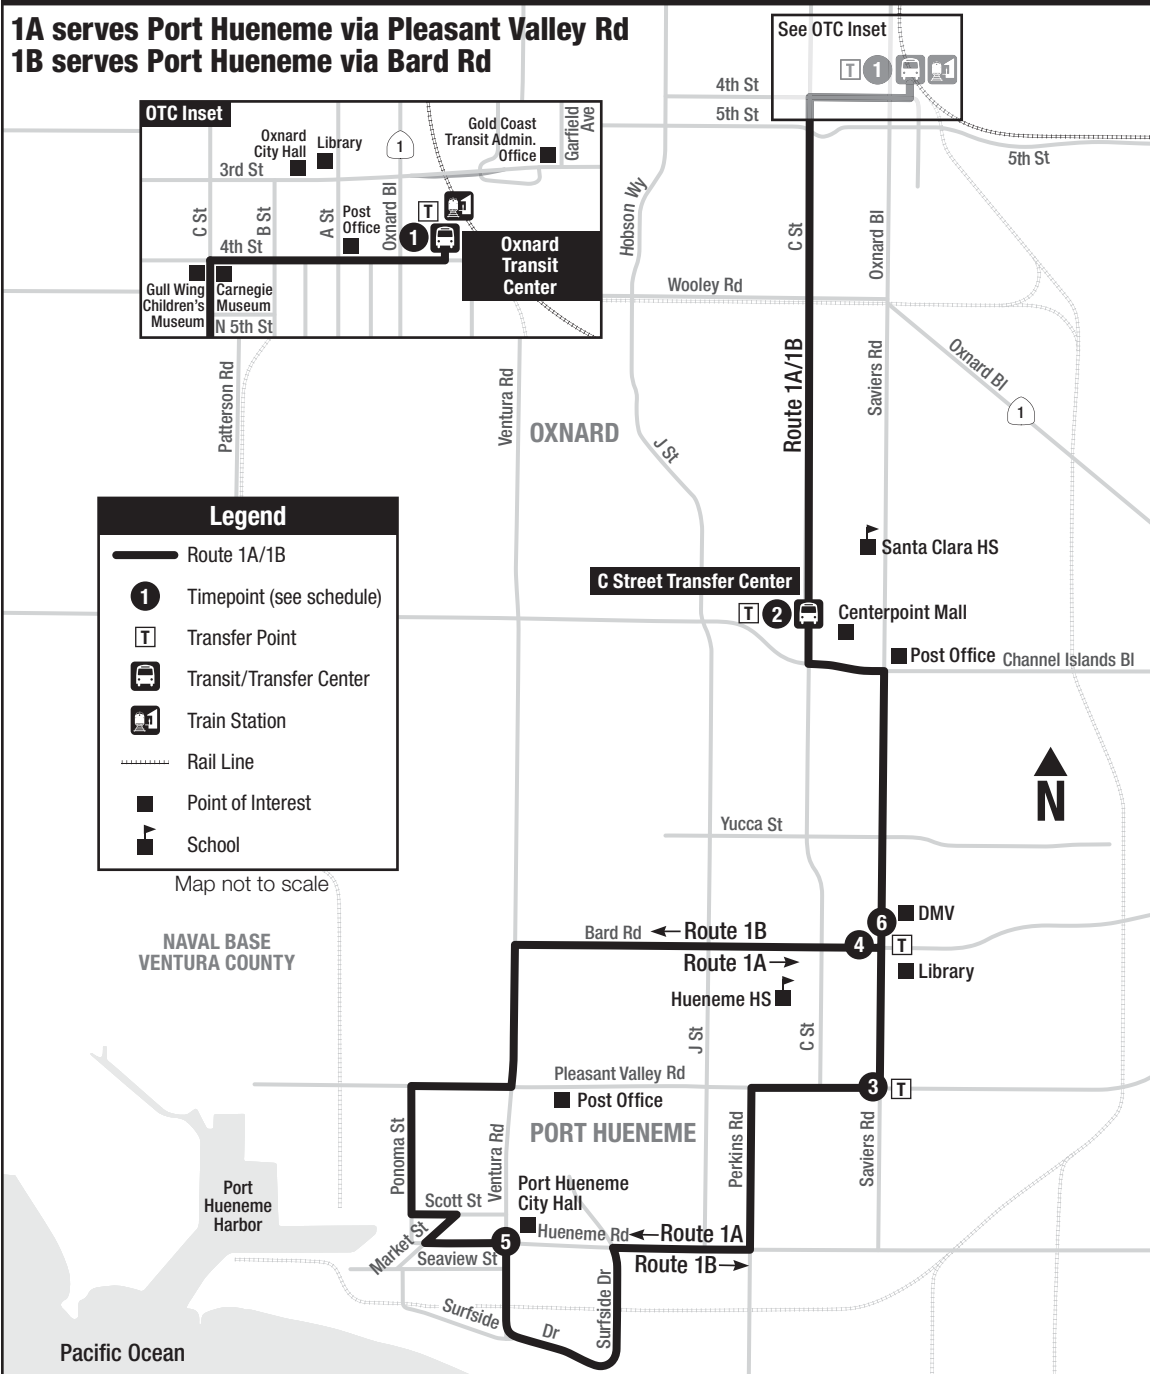 1A serves Port Hueneme via Pleasant Valley Rd
1B serves Port Hueneme via Bard Rd
See OTC Inset
T
1
4th St
5th St
5th St
OTC Inset
Oxnard
City Hall
Library
1
Gold Coast
Transit Admin.
Office
Garfield
Ave
3rd St
C St
B St
A St
Post
Office
Oxnard Bl
T
1
4th St
Oxnard
Transit
Center
Gull Wing
Children's
Museum
Carnegie
Museum
N 5th St
Hobson Wy
C St
Oxnard Bl
Wooley Rd
Patterson Rd
Ventura Rd
OXNARD
J St
Route 1A/1B
Saviers Rd
Oxnard Bl
1
Legend
Route 1A/1B
1
Timepoint (see schedule)
T
Transfer Point
Transit/Transfer Center
Train Station
Rail Line
Point of Interest
School
Map not to scale
Santa Clara HS
C Street Transfer Center
T
2
Centerpoint Mall
Post Office
Channel Islands Bl
N
Yucca St
NAVAL BASE
VENTURA COUNTY
6
DMV
Bard Rd
Route 1B
4
T
Route 1A
Library
Hueneme HS
J St
C St
Pleasant Valley Rd
3
T
Post Office
PORT HUENEME
Ponoma St
Ventura Rd
Perkins Rd
Saviers Rd
Port
Hueneme
Harbor
Scott St
Port Hueneme
City Hall
Market St
5
Hueneme Rd
Route 1A
Seaview St
Route 1B
Surfside
Dr
Surfside Dr
Pacific Ocean